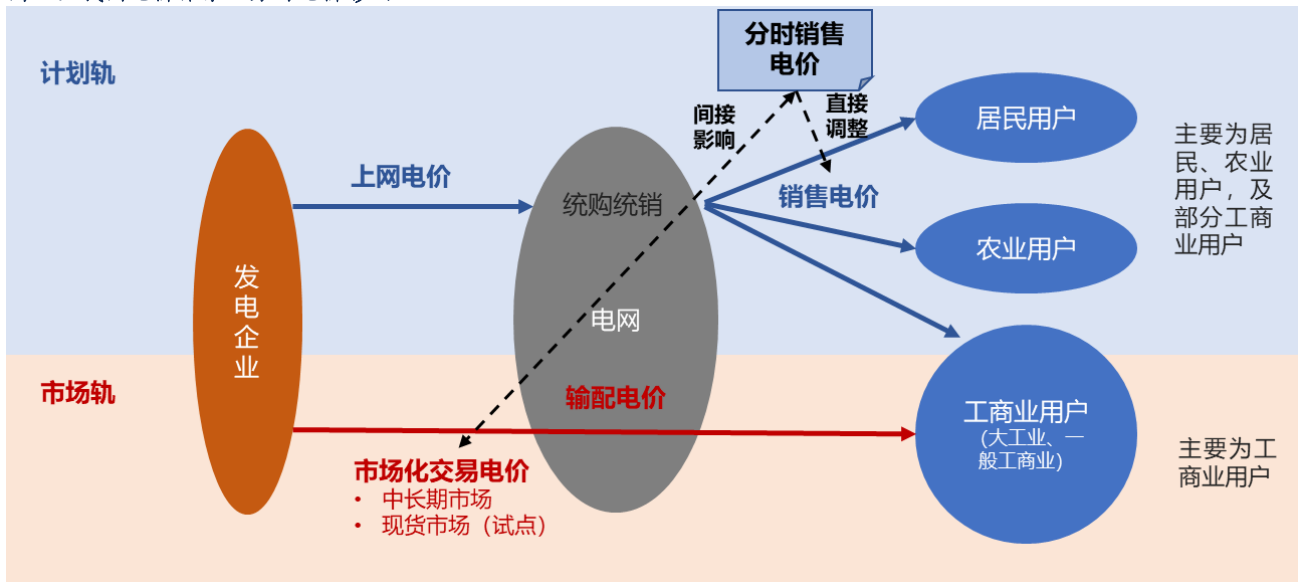 分时销售
电价
计划轨
间接
影响
直接
调整
居民用户
主要为居
民、农业
用户，及
部分工商
业用户
上网电价
统购统销
销售电价
农业用户
发
电
企
业
电网
市场轨
输配电价
工商业用户
(大工业、一
般工商业)
主要为工
商业用户
市场化交易电价
• 中长期市场
• 现货市场（试点）